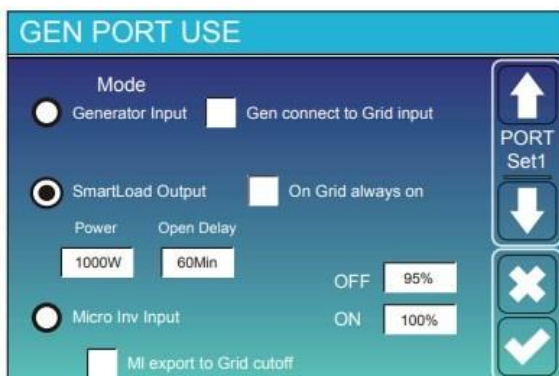 GEN PORT USE
Mode
Generator Input Gen connect to Grid input
PORT
Set1
SmartLoad Output On Grid always on
Power Open Delay
1000W 60Min
OFF 95%
Micro Inv Input ON 100%
MI export to Grid cutoff